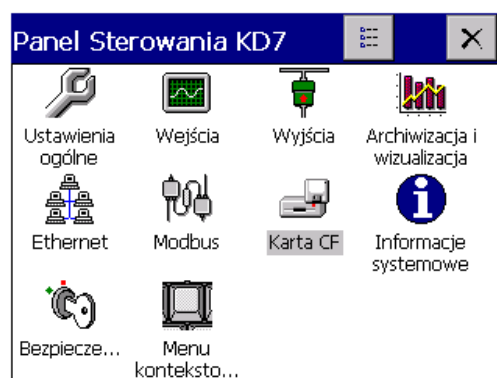 Panel Sterowania KD7
Ustawienia
ogólne
Wejścia
Wyjścia
Archiwizacja i
wizualizacja
Ethernet
Modbus
Karta CF
Informacje
systemowe
Bezpiecze...
Menu
konteksto...